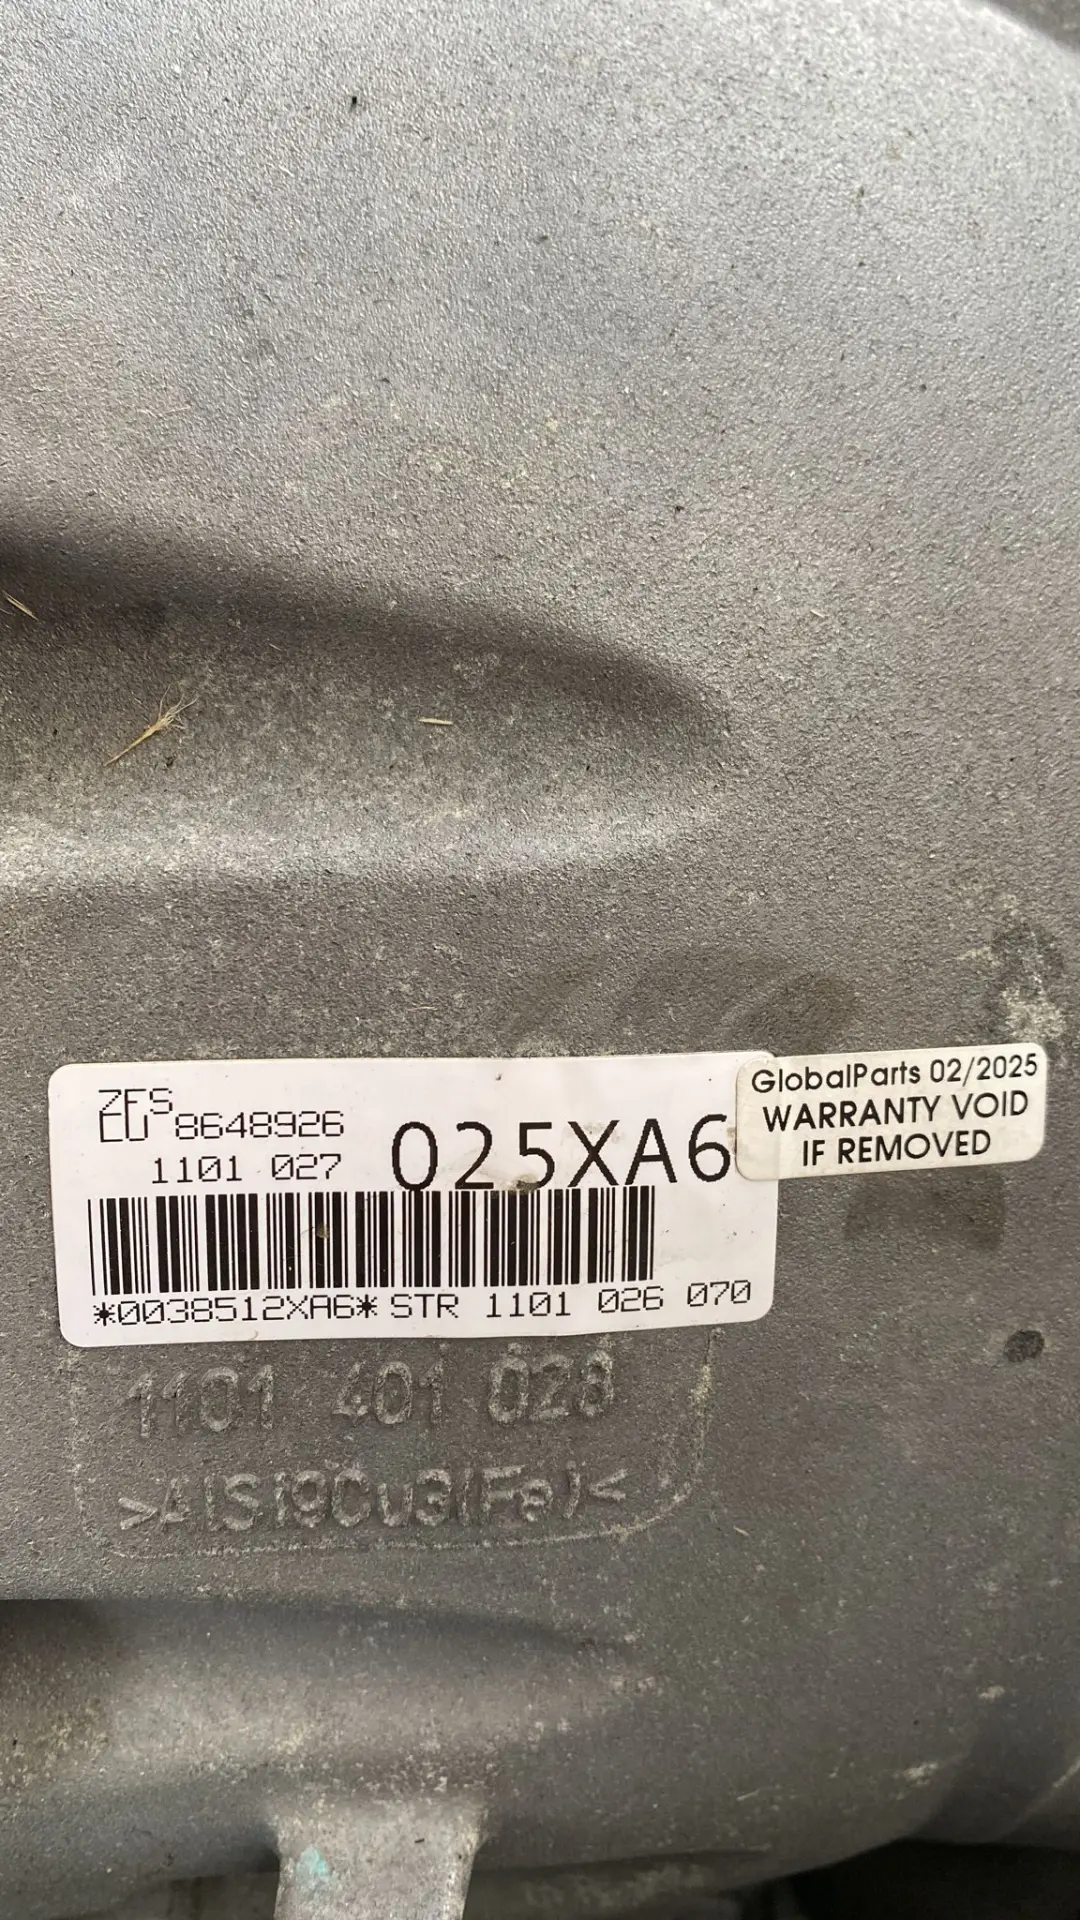 ZFS
EU 8648926
1101 027
025XA6
*0038512XA6* STR 1101 026 070
GlobalParts 02/2025
WARRANTY VOID
IF REMOVED
1101 401 028
>AlSi9Cu3(Fe)<